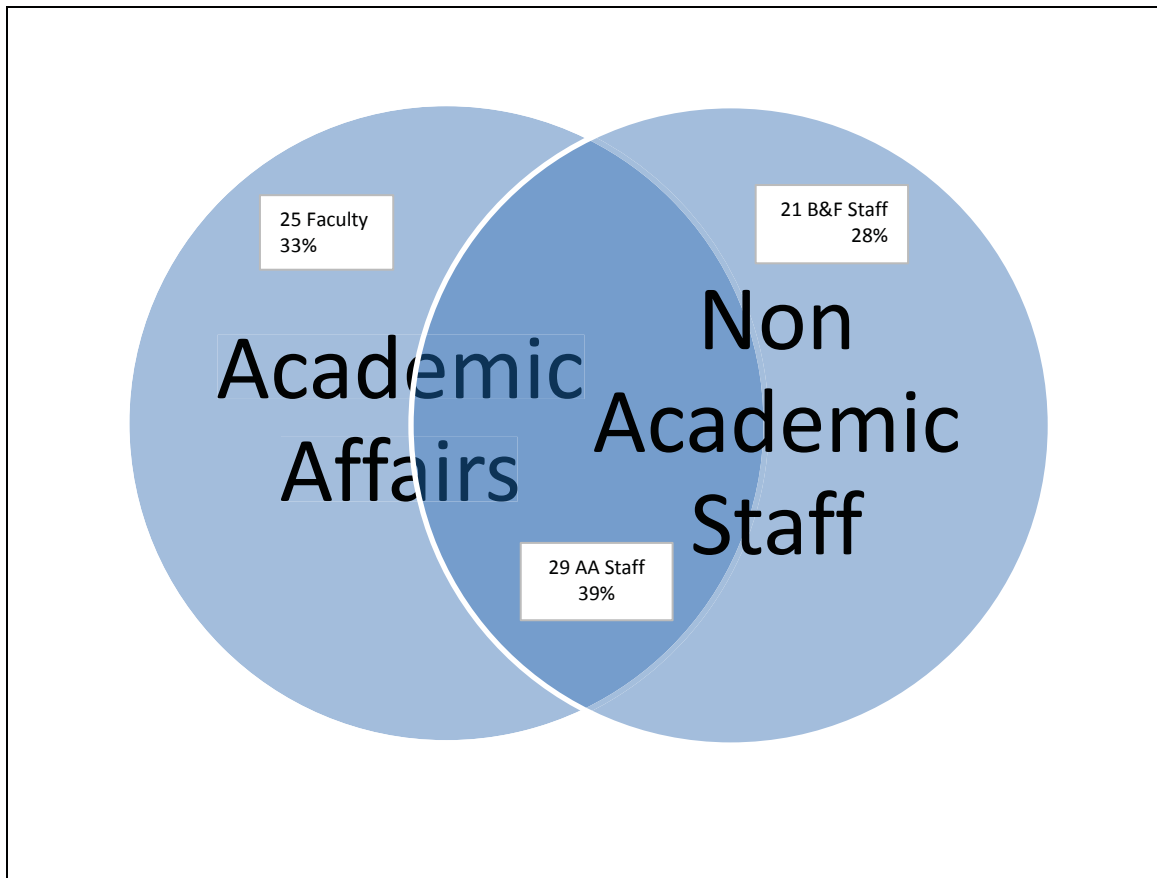 25 Faculty
33%
21 B&F Staff
28%
Academic
Affairs
Non
Academic
Staff
29 AA Staff
39%